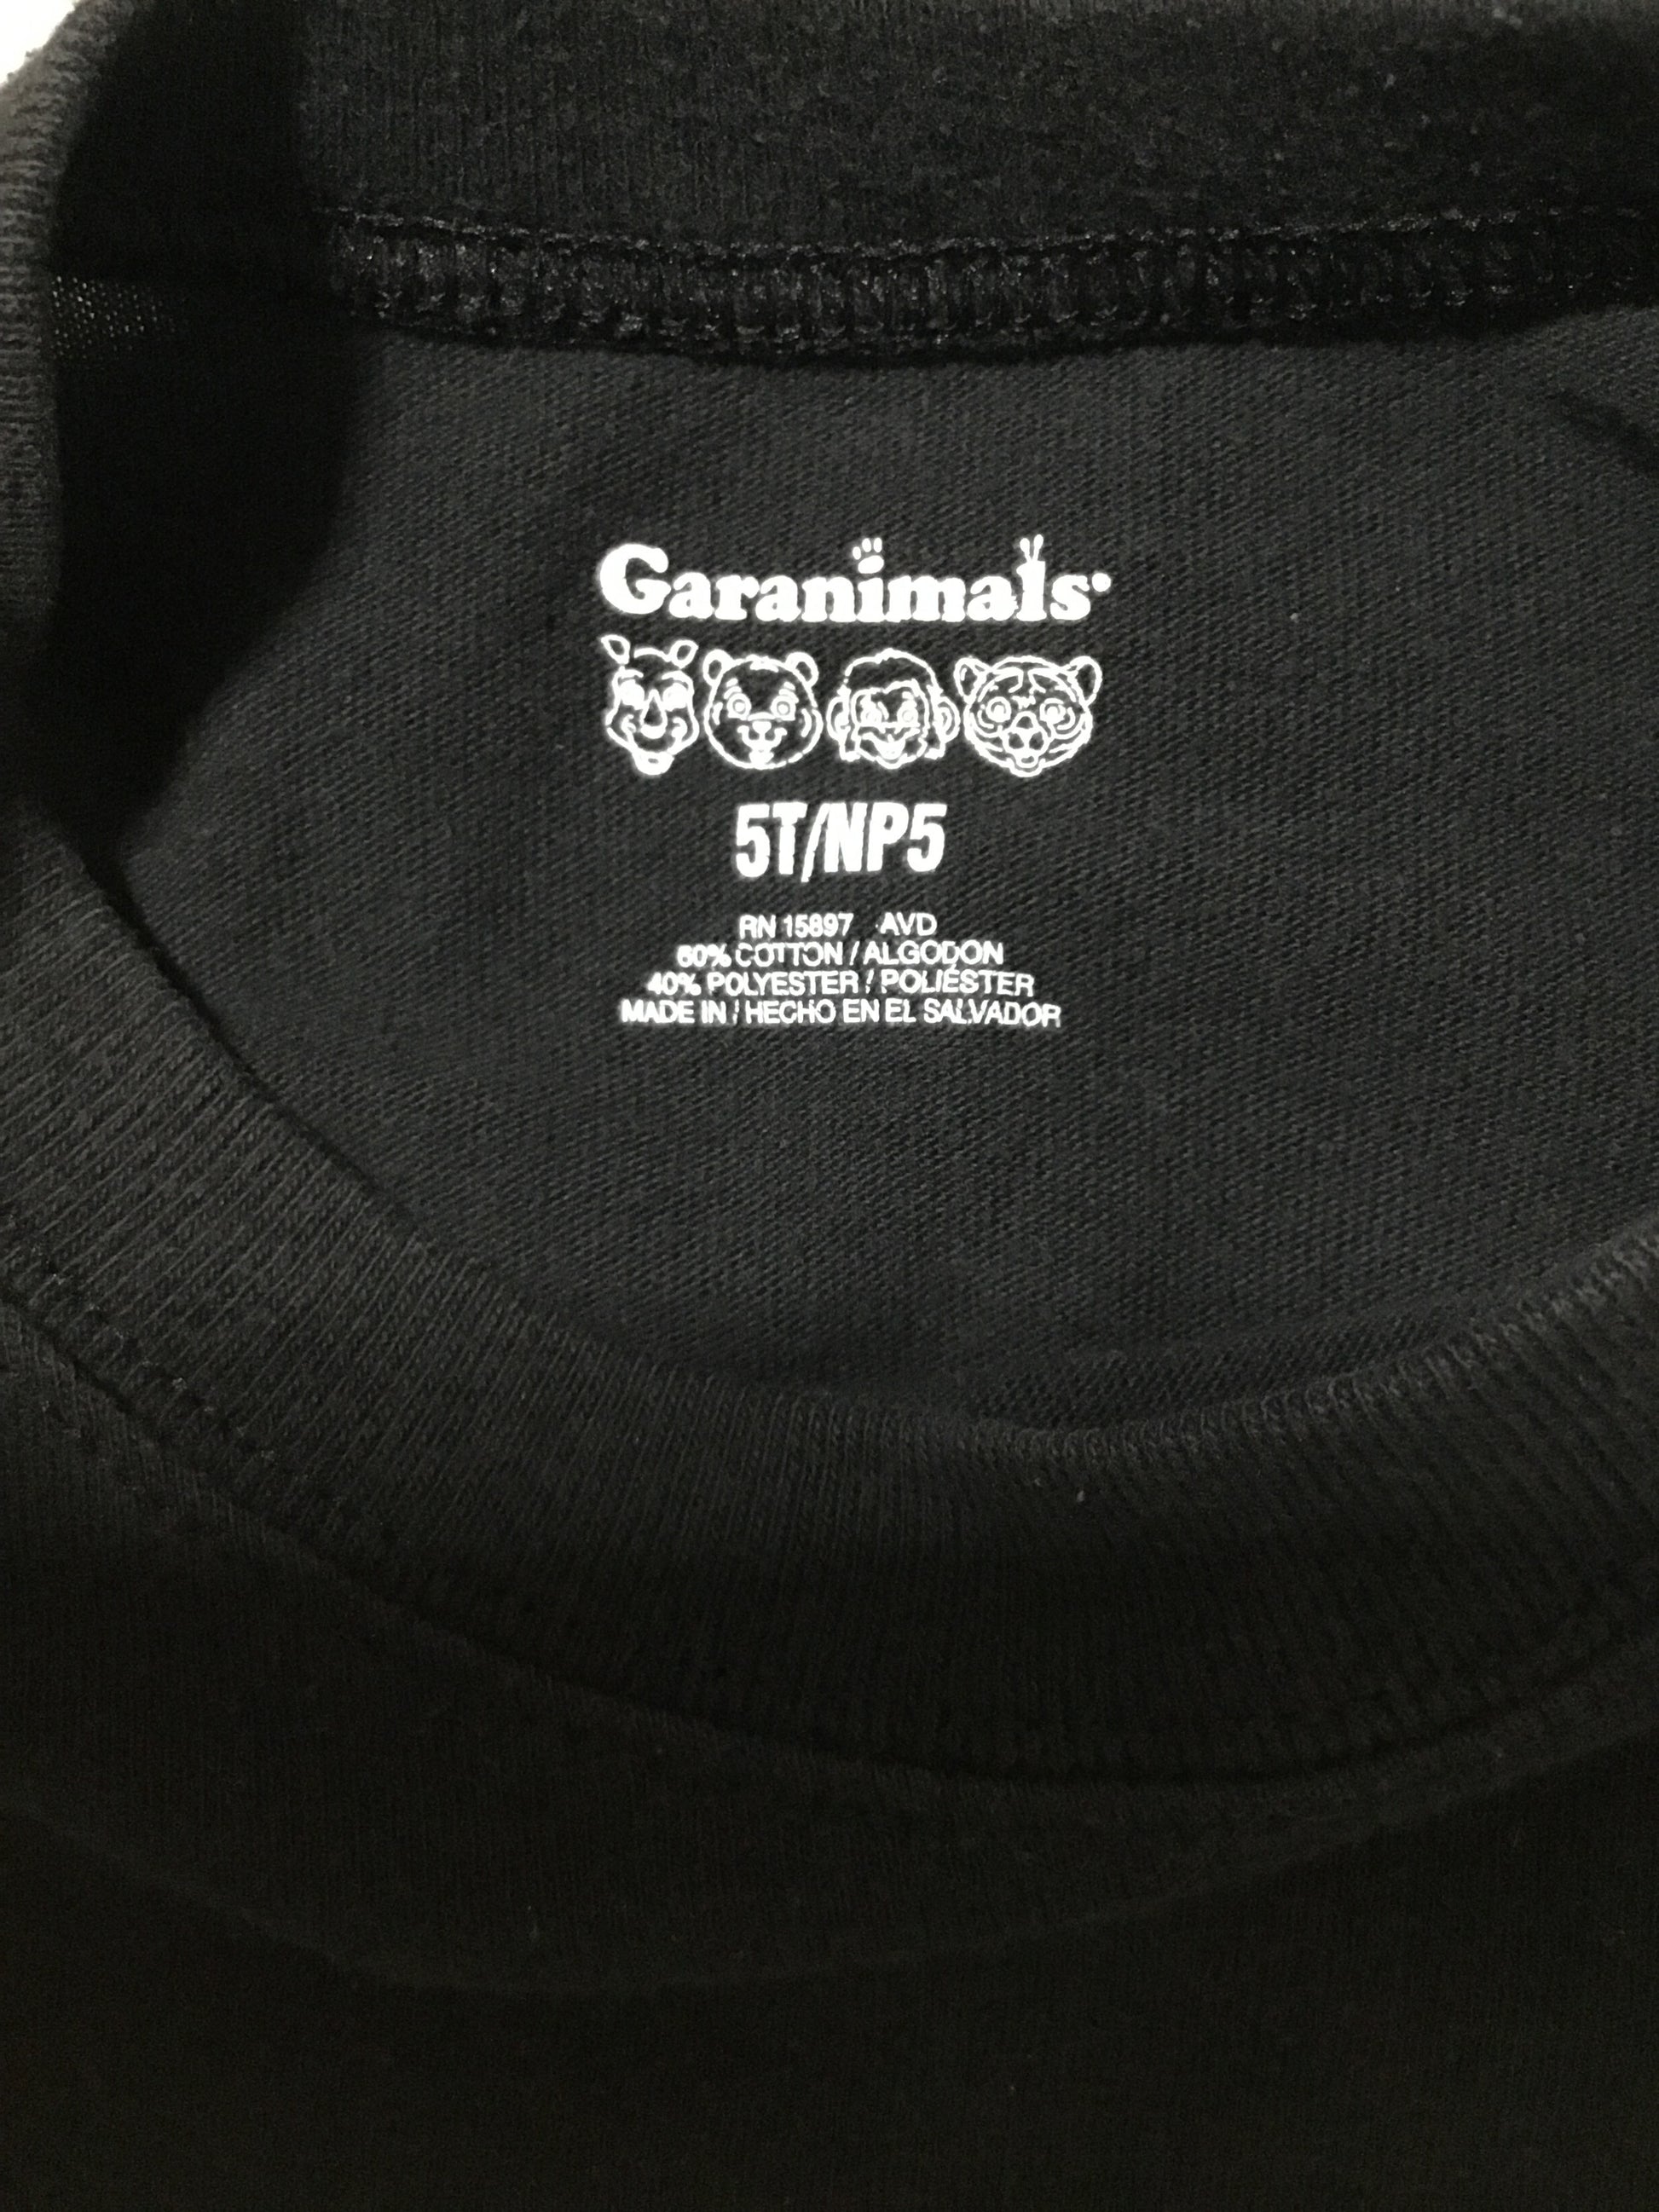 Garanimals®
5T/NP5
RN 15897 AVD
60% COTTON / ALGODON
40% POLYESTER / POLIÉSTER
MADE IN / HECHO EN EL SALVADOR